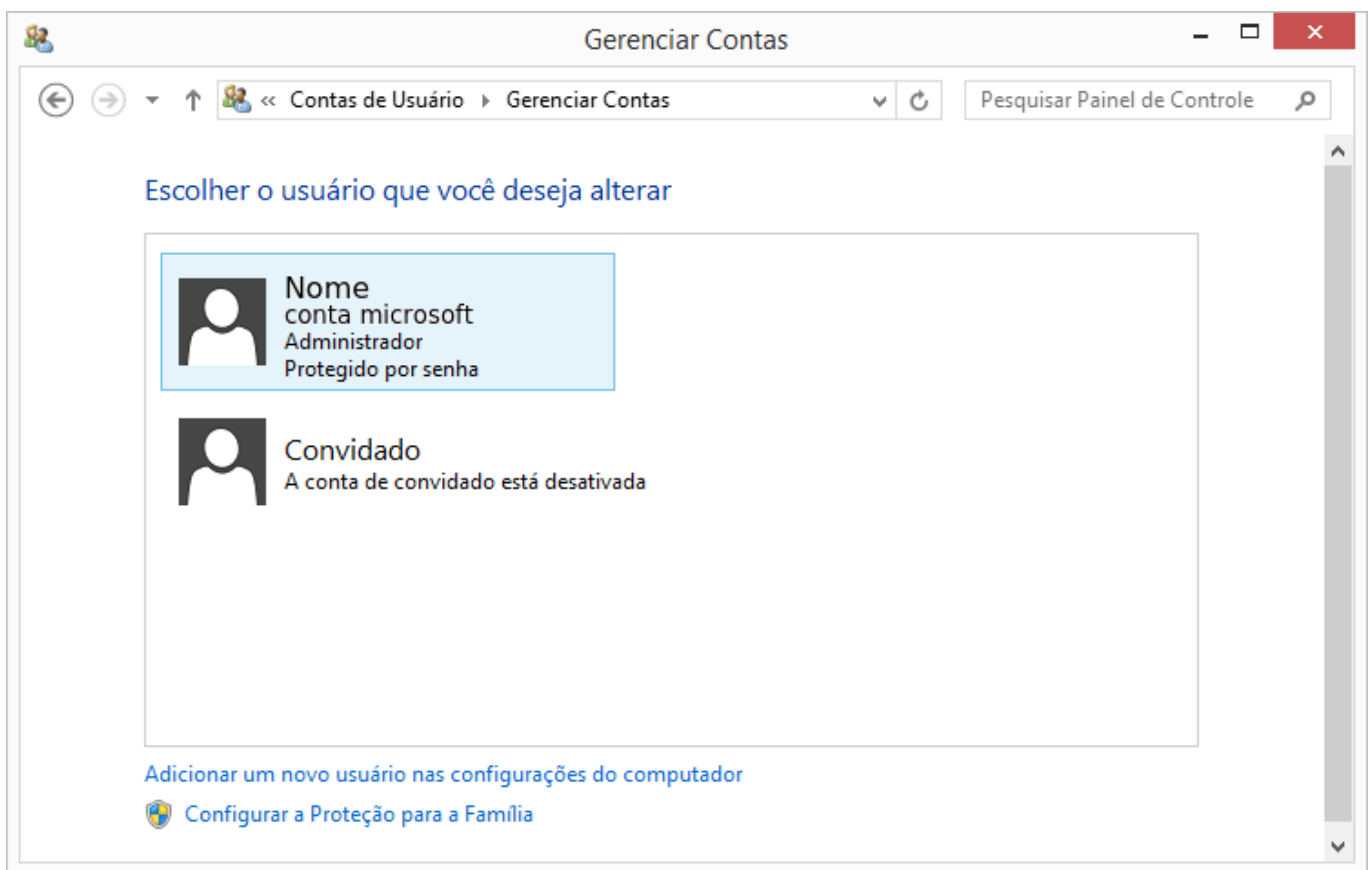 Gerenciar Contas
« Contas de Usuário Gerenciar Contas
Pesquisar Painel de Controle
Escolher o usuário que você deseja alterar
Nome
conta microsoft
Administrador
Protegido por senha
Convidado
A conta de convidado está desativada
Adicionar um novo usuário nas configurações do computador
Configurar a Proteção para a Família